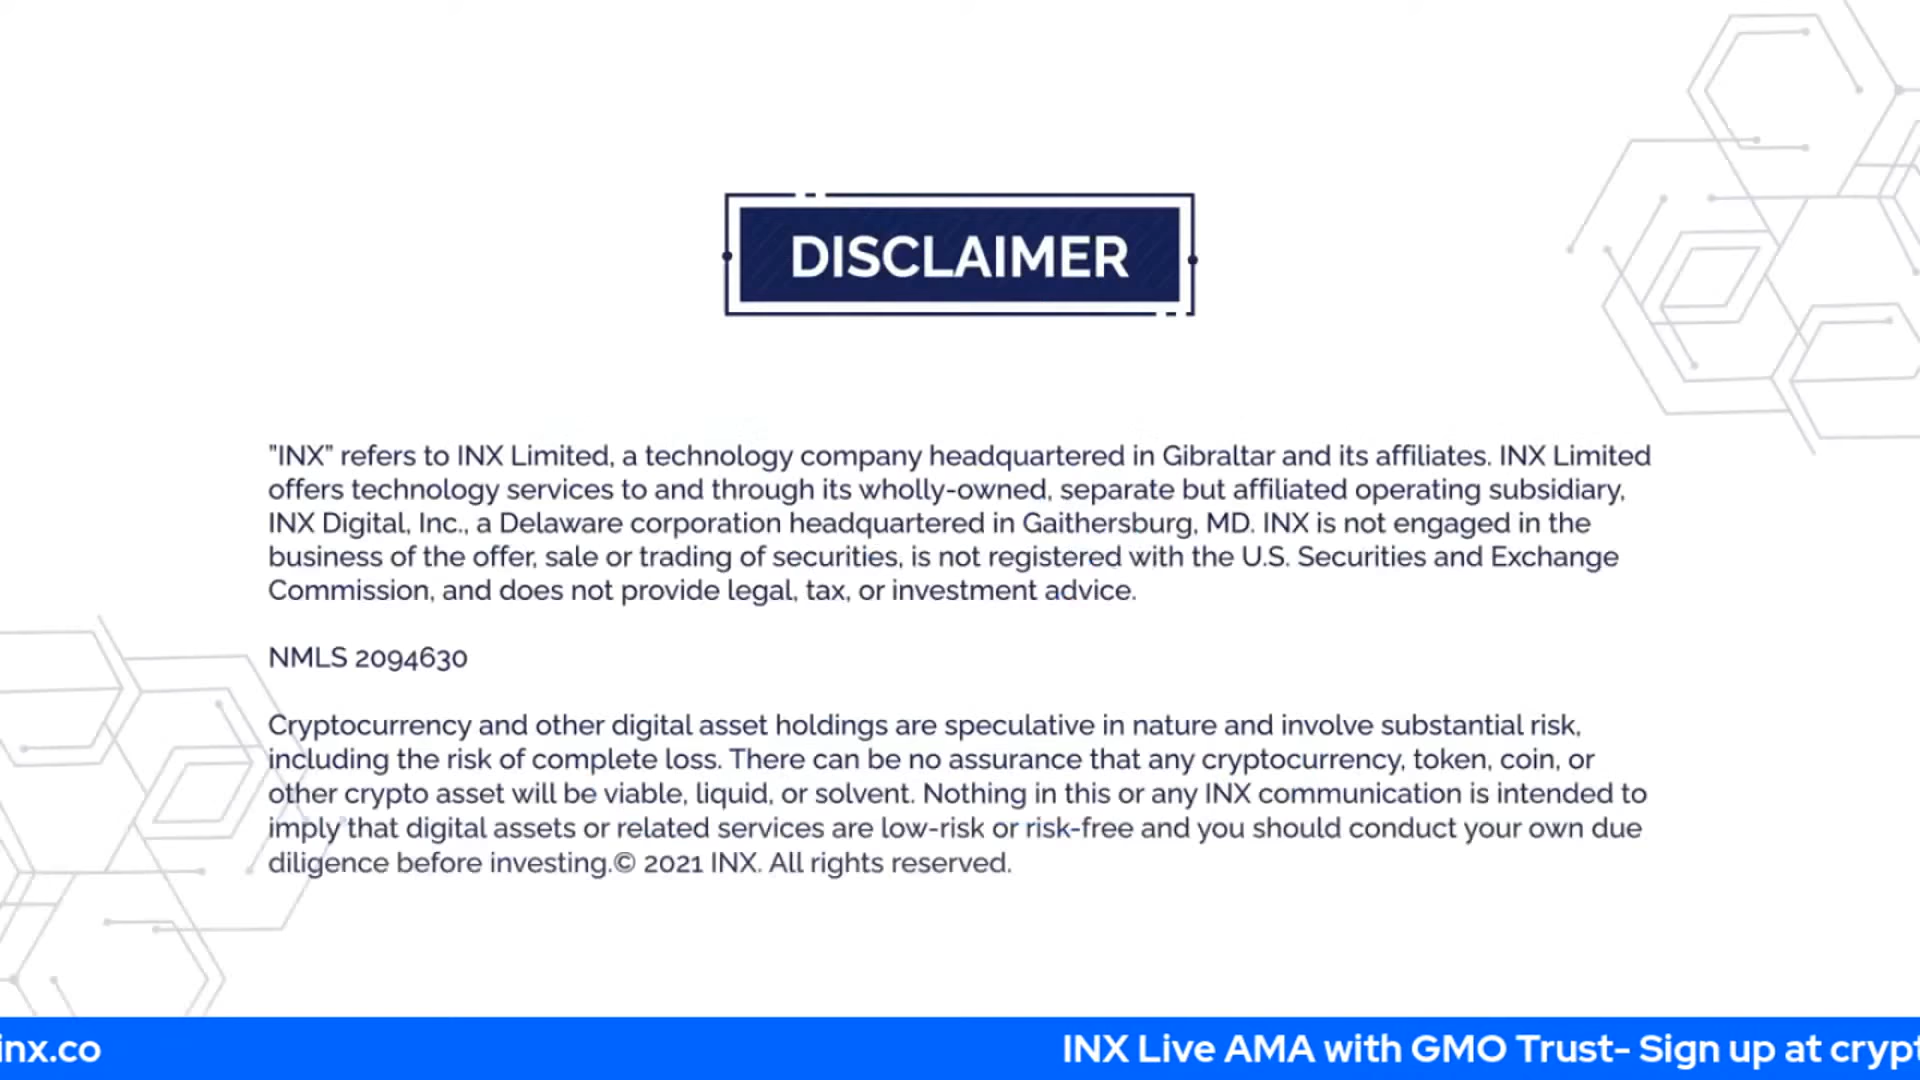 DISCLAIMER
"INX" refers to INX Limited, a technology company headquartered in Gibraltar and its affiliates. INX Limited
offers technology services to and through its wholly-owned, separate but affiliated operating subsidiary,
INX Digital, Inc., a Delaware corporation headquartered in Gaithersburg, MD. INX is not engaged in the
business of the offer, sale or trading of securities, is not registered with the U.S. Securities and Exchange
Commission, and does not provide legal, tax, or investment advice.
NMLS 2094630
Cryptocurrency and other digital asset holdings are speculative in nature and involve substantial risk,
including the risk of complete loss. There can be no assurance that any cryptocurrency, token, coin, or
other crypto asset will be viable, liquid, or solvent. Nothing in this or any INX communication is intended to
imply that digital assets or related services are low-risk or risk-free and you should conduct your own due
diligence before investing.© 2021 INX. All rights reserved.
inx.co INX Live AMA with GMO Trust- Sign up at crypt